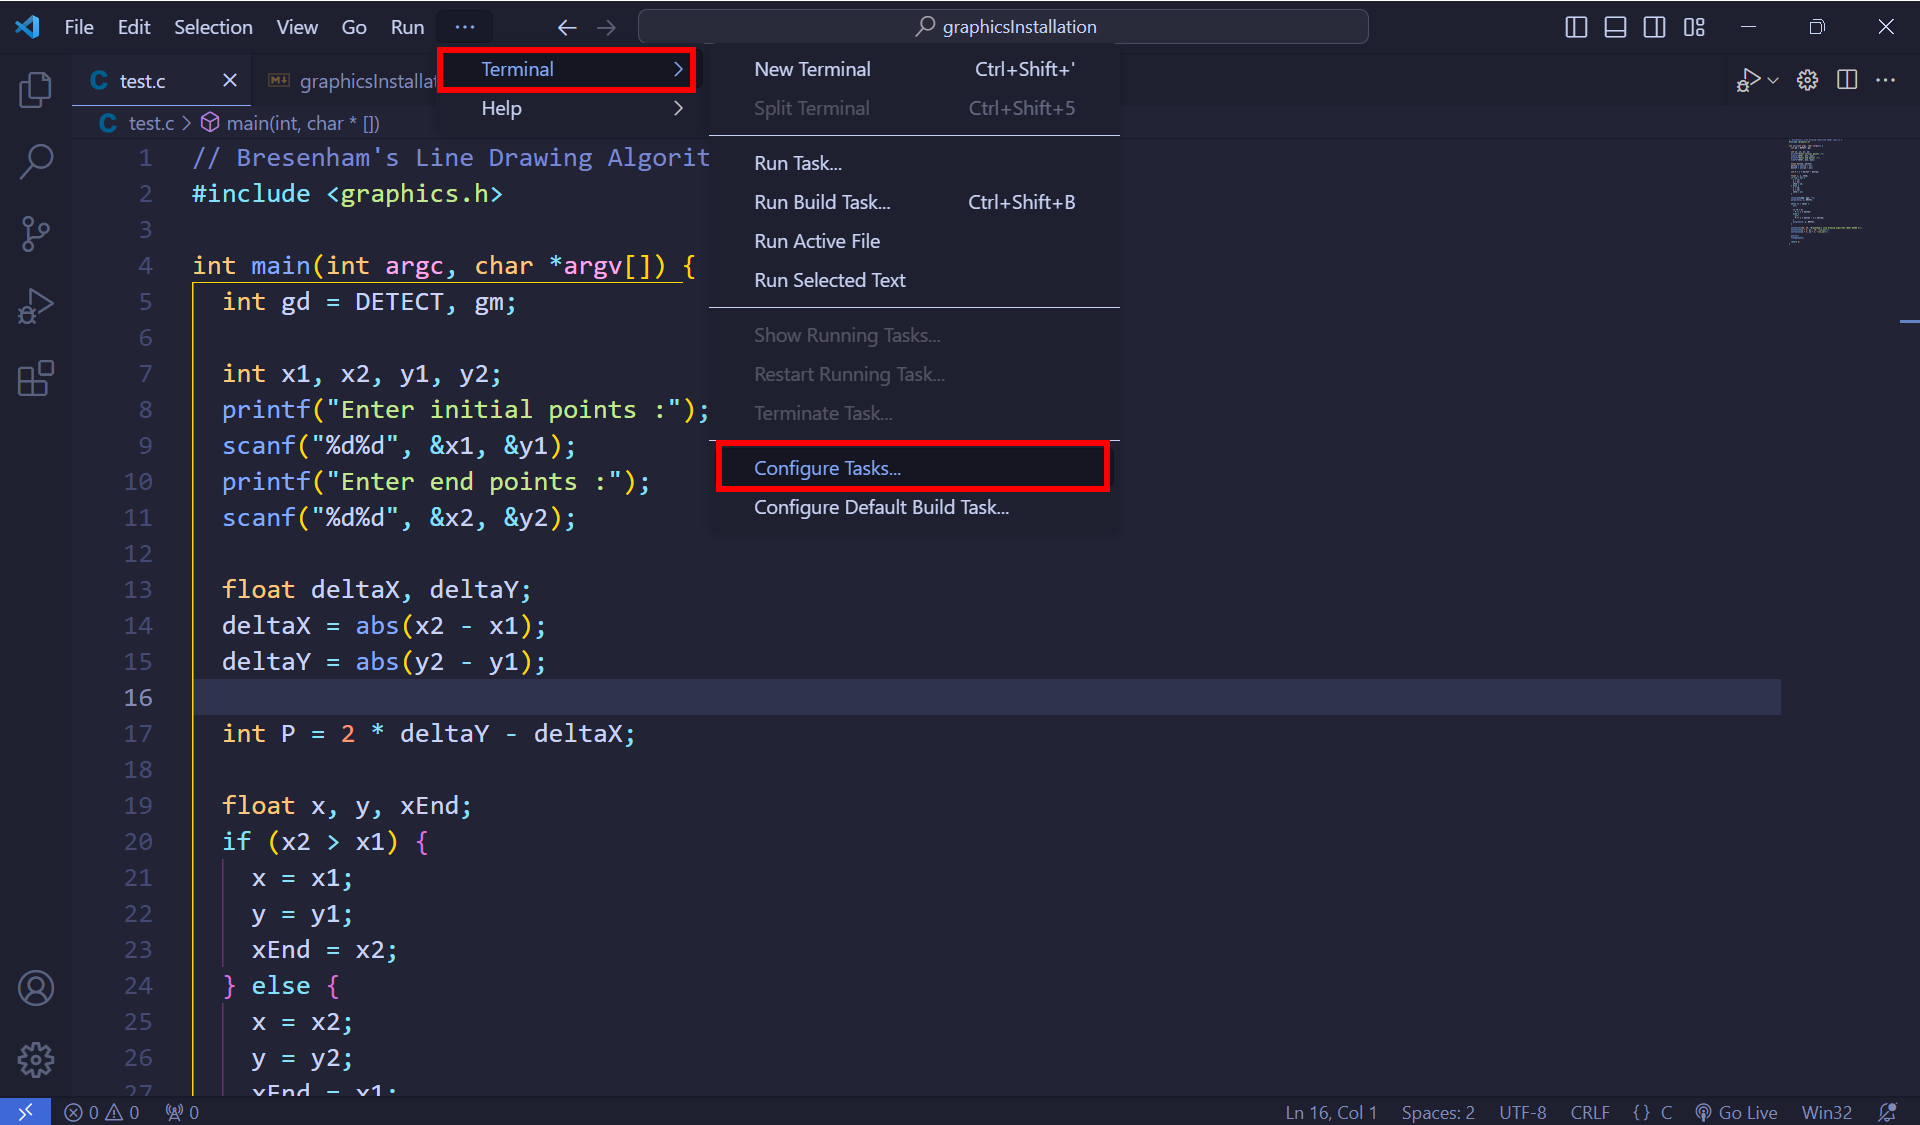 File Edit Selection View Go Run ... graphicsInstallation
test.c graphicsInstallat
Terminal
Help
New Terminal Ctrl+Shift+'
Split Terminal Ctrl+Shift+5
Run Task...
Run Build Task... Ctrl+Shift+B
Run Active File
Run Selected Text
Show Running Tasks...
Restart Running Task...
Terminate Task...
Configure Tasks...
Configure Default Build Task...
test.c > main(int, char * [])
1 // Bresenham's Line Drawing Algorit
2 #include <graphics.h>
3
4 int main(int argc, char *argv[]) {
5 int gd = DETECT, gm;
6
7 int x1, x2, y1, y2;
8 printf("Enter initial points :");
9 scanf("%d%d", &x1, &y1);
10 printf("Enter end points :");
11 scanf("%d%d", &x2, &y2);
12
13 float deltaX, deltaY;
14 deltaX = abs(x2 - x1);
15 deltaY = abs(y2 - y1);
16
17 int P = 2 * deltaY - deltaX;
18
19 float x, y, xEnd;
20 if (x2 > x1) {
21 x = x1;
22 y = y1;
23 xEnd = x2;
24 } else {
25 x = x2;
26 y = y2;
27 xEnd = x1;
0 0 0 Ln 16, Col 1 Spaces: 2 UTF-8 CRLF {} C Go Live Win32